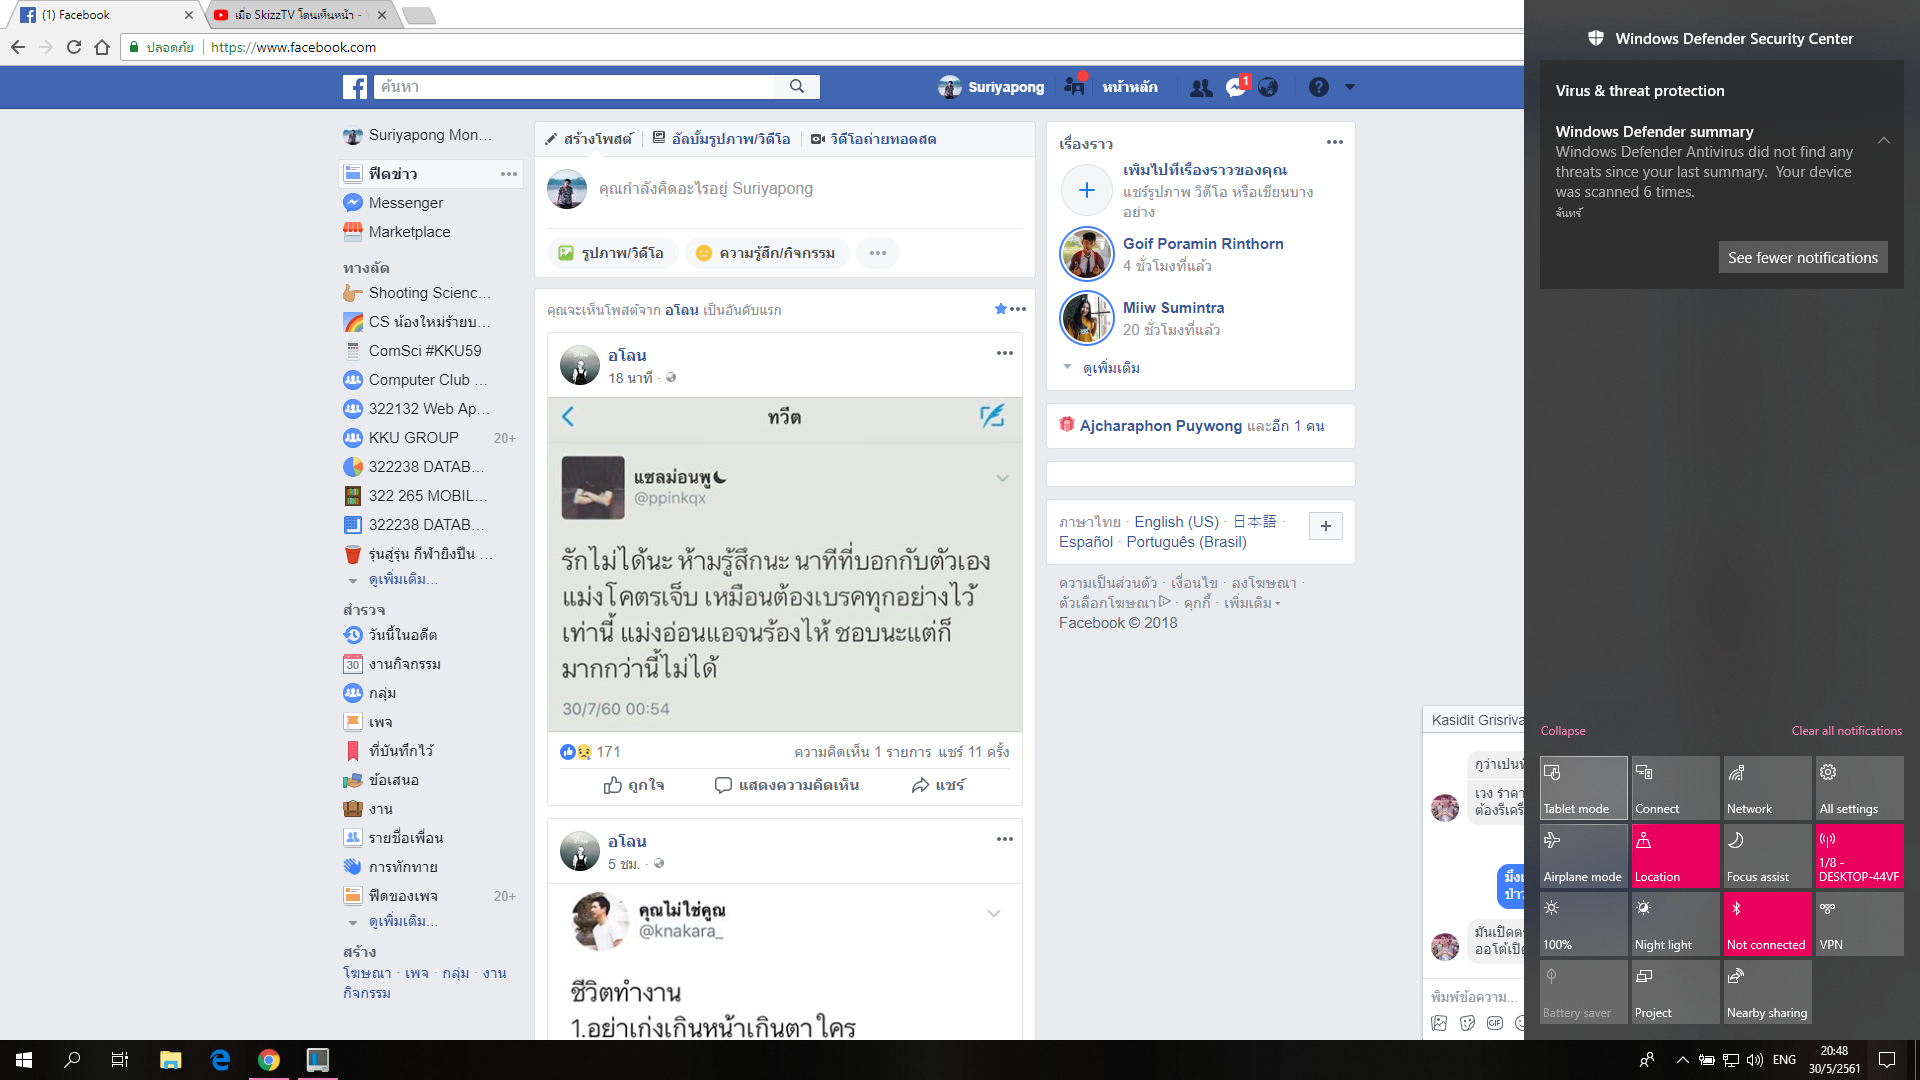 (1) Facebook
เมื่อ SkizzTV โดนเห็นหน้า - Y
ปลอดภัย
https://www.facebook.com
ค้นหา
Suriyapong
หน้าหลัก
1
Suriyapong Mon...
ฟีดข่าว
Messenger
Marketplace
ทางลัด
Shooting Scienc...
CS น้องใหม่ร้ายบ...
ComSci #KKU59
Computer Club ...
322132 Web Ap...
KKU GROUP 20+
322238 DATAB...
322 265 MOBIL...
322238 DATAB...
รุ่นสู่รุ่น กีฬายิงปืน ...
ดูเพิ่มเติม...
สำรวจ
วันนี้ในอดีต
30 งานกิจกรรม
กลุ่ม
เพจ
ที่บันทึกไว้
ข้อเสนอ
งาน
รายชื่อเพื่อน
การทักทาย
ฟีดของเพจ 20+
ดูเพิ่มเติม...
สร้าง
โฆษณา · เพจ · กลุ่ม · งาน
กิจกรรม
สร้างโพสต์
อัลบั้มรูปภาพ/วิดีโอ
วิดีโอถ่ายทอดสด
คุณกำลังคิดอะไรอยู่ Suriyapong
รูปภาพ/วิดีโอ
ความรู้สึก/กิจกรรม
คุณจะเห็นโพสต์จาก อโลน เป็นอันดับแรก
อโลน
18 นาที ·
ทวีต
แซลม่อนพู
@ppinkqx
รักไม่ได้นะ ห้ามรู้สึกนะ นาทีที่บอกกับตัวเอง
แม่งโคตรเจ็บ เหมือนต้องเบรคทุกอย่างไว้
เท่านี้ แม่งอ่อนแอจนร้องไห้ ชอบนะแต่ก็
มากกว่านี้ไม่ได้
30/7/60 00:54
171
ความคิดเห็น 1 รายการ แชร์ 11 ครั้ง
ถูกใจ
แสดงความคิดเห็น
แชร์
อโลน
5 ชม. ·
คุณไม่ใช่คูณ
@knakara_
ชีวิตทำงาน
1.อย่าเก่งเกินหน้าเกินตาใคร
เรื่องราว
เพิ่มไปที่เรื่องราวของคุณ
แชร์รูปภาพ วิดีโอ หรือเขียนบาง
อย่าง
Goif Poramin Rinthorn
4 ชั่วโมงที่แล้ว
Miiw Sumintra
20 ชั่วโมงที่แล้ว
ดูเพิ่มเติม
Ajcharaphon Puywong และอีก 1 คน
ภาษาไทย · English (US) · 日本語 ·
Español · Português (Brasil)
ความเป็นส่วนตัว · เงื่อนไข · ลงโฆษณา ·
ตัวเลือกโฆษณา · คุกกี้ · เพิ่มเติม
Facebook © 2018
Kasidit Grisriva
กูว่าเปนที่
เวง ราคา
ต้องรีเครื่
มึงเ
ป่าว
มันเปิดต
ออโต้เปิ
พิมพ์ข้อความ...
GIF
Windows Defender Security Center
Virus & threat protection
Windows Defender summary
Windows Defender Antivirus did not find any
threats since your last summary. Your device
was scanned 6 times.
จันทร์
See fewer notifications
Collapse
Clear all notifications
Tablet mode
Connect
Network
All settings
Airplane mode
Location
Focus assist
1/8 -
DESKTOP-44VF
100%
Night light
Not connected
VPN
Battery saver
Project
Nearby sharing
ENG
20:48
30/5/2561